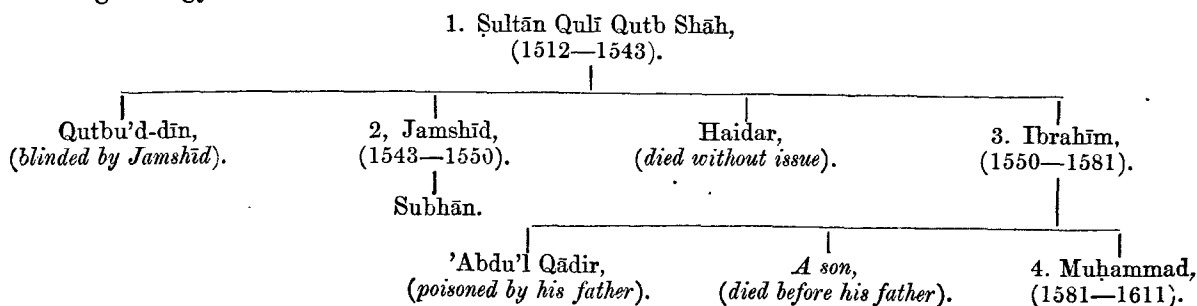 1. Ṣultān Qulī Qutb Shāh,
(1512—1543).
Qutbu'd-dīn, 2, Jamshīd, Haidar, 3. Ibrahīm,
(blinded by Jamshīd). (1543—1550). (died without issue). (1550—1581).
Subhān.
'Abdu'l Qādir, A son, 4. Muḥammad,
(poisoned by his father). (died before his father). (1581—1611).